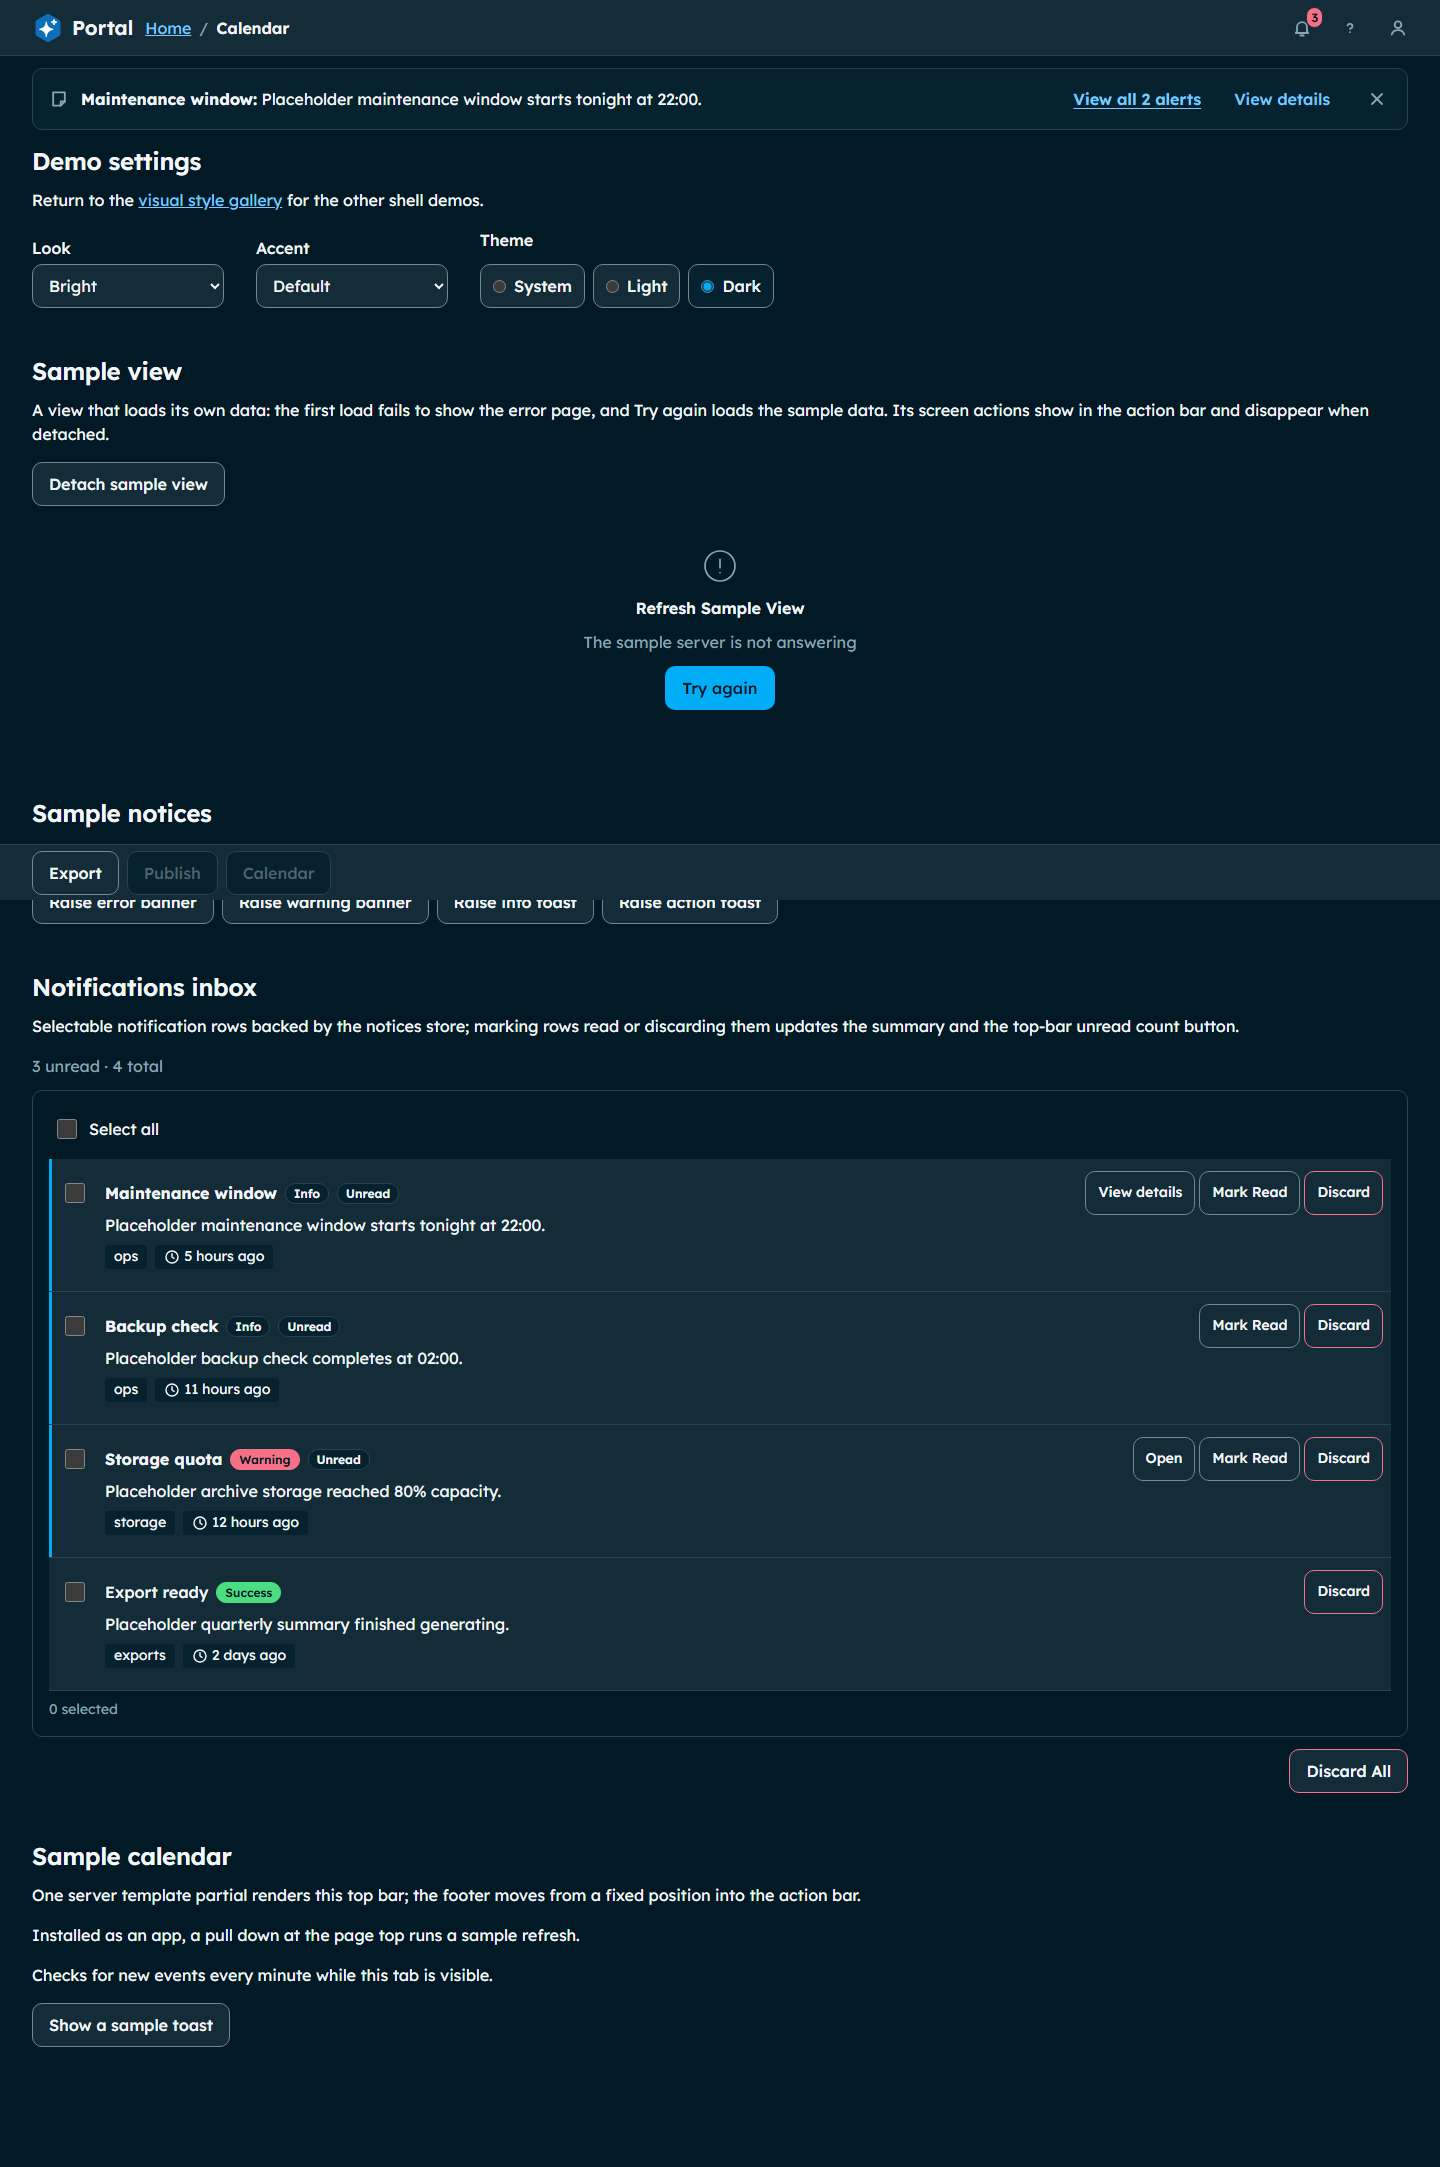 Portal Home / Calendar 3 ?
Maintenance window: Placeholder maintenance window starts tonight at 22:00. View all 2 alerts View details
Demo settings
Return to the visual style gallery for the other shell demos.
Look Accent Theme
Bright Default System Light Dark
Sample view
A view that loads its own data: the first load fails to show the error page, and Try again loads the sample data. Its screen actions show in the action bar and disappear when
detached.
Detach sample view
Refresh Sample View
The sample server is not answering
Try again
Sample notices
Export Publish Calendar
Raise error banner Raise warning banner Raise info toast Raise action toast
Notifications inbox
Selectable notification rows backed by the notices store; marking rows read or discarding them updates the summary and the top-bar unread count button.
3 unread · 4 total
Select all
Maintenance window Info Unread View details Mark Read Discard
Placeholder maintenance window starts tonight at 22:00.
ops 5 hours ago
Backup check Info Unread Mark Read Discard
Placeholder backup check completes at 02:00.
ops 11 hours ago
Storage quota Warning Unread Open Mark Read Discard
Placeholder archive storage reached 80% capacity.
storage 12 hours ago
Export ready Success Discard
Placeholder quarterly summary finished generating.
exports 2 days ago
0 selected
Discard All
Sample calendar
One server template partial renders this top bar; the footer moves from a fixed position into the action bar.
Installed as an app, a pull down at the page top runs a sample refresh.
Checks for new events every minute while this tab is visible.
Show a sample toast